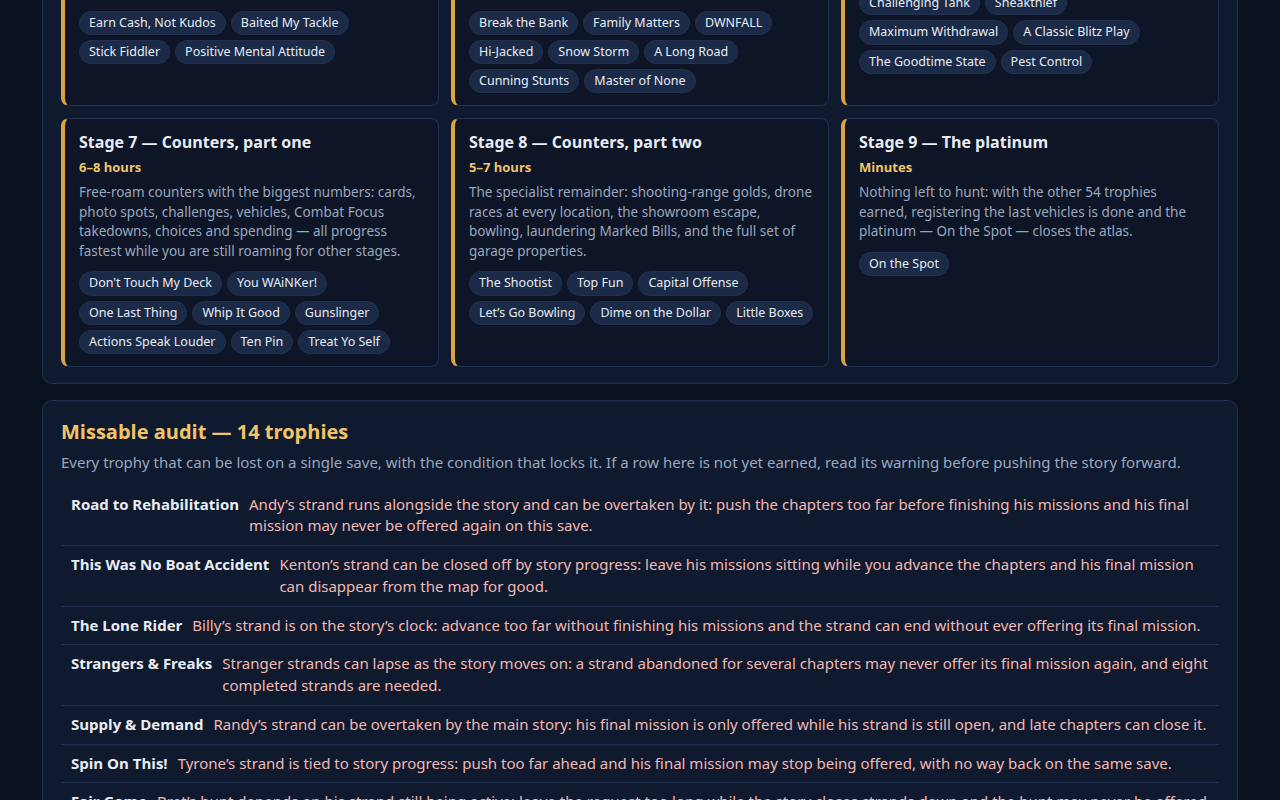 Earn Cash, Not Kudos
Baited My Tackle
Stick Fiddler
Positive Mental Attitude
Break the Bank
Family Matters
DWNFALL
Hi-Jacked
Snow Storm
A Long Road
Cunning Stunts
Master of None
Challenging Tank
Sneakthief
Maximum Withdrawal
A Classic Blitz Play
The Goodtime State
Pest Control
Stage 7 — Counters, part one
6–8 hours
Free-roam counters with the biggest numbers: cards,
photo spots, challenges, vehicles, Combat Focus
takedowns, choices and spending — all progress
fastest while you are still roaming for other stages.
Don't Touch My Deck
You WAiNKer!
One Last Thing
Whip It Good
Gunslinger
Actions Speak Louder
Ten Pin
Treat Yo Self
Stage 8 — Counters, part two
5–7 hours
The specialist remainder: shooting-range golds, drone
races at every location, the showroom escape,
bowling, laundering Marked Bills, and the full set of
garage properties.
The Shootist
Top Fun
Capital Offense
Let's Go Bowling
Dime on the Dollar
Little Boxes
Stage 9 — The platinum
Minutes
Nothing left to hunt: with the other 54 trophies
earned, registering the last vehicles is done and the
platinum — On the Spot — closes the atlas.
On the Spot
Missable audit — 14 trophies
Every trophy that can be lost on a single save, with the condition that locks it. If a row here is not yet earned, read its warning before pushing the story forward.
Road to Rehabilitation Andy's strand runs alongside the story and can be overtaken by it: push the chapters too far before finishing his missions and his final
mission may never be offered again on this save.
This Was No Boat Accident Kenton's strand can be closed off by story progress: leave his missions sitting while you advance the chapters and his final mission
can disappear from the map for good.
The Lone Rider Billy's strand is on the story's clock: advance too far without finishing his missions and the strand can end without ever offering its final mission.
Strangers & Freaks Stranger strands can lapse as the story moves on: a strand abandoned for several chapters may never offer its final mission again, and eight
completed strands are needed.
Supply & Demand Randy's strand can be overtaken by the main story: his final mission is only offered while his strand is still open, and late chapters can close it.
Spin On This! Tyrone's strand is tied to story progress: push too far ahead and his final mission may stop being offered, with no way back on the same save.